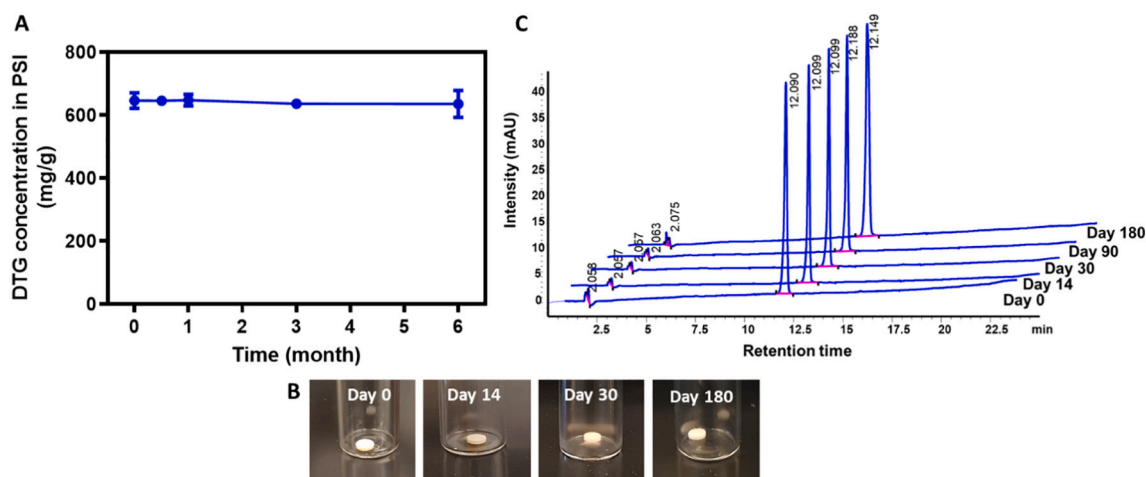 A
DTG concentration in PSI
(mg/g)
800
600
400
200
0
0 1 2 3 4 5 6
Time (month)
C
Intensity (mAU)
40
35
30
25
20
15
10
5
0
12.090
12.099
12.099
12.188
12.149
2.058
2.057
2.057
2.063
2.075
Day 180
Day 90
Day 30
Day 14
Day 0
2.5 5 7.5 10 12.5 15 17.5 20 22.5 min
Retention time
B
Day 0 Day 14 Day 30 Day 180